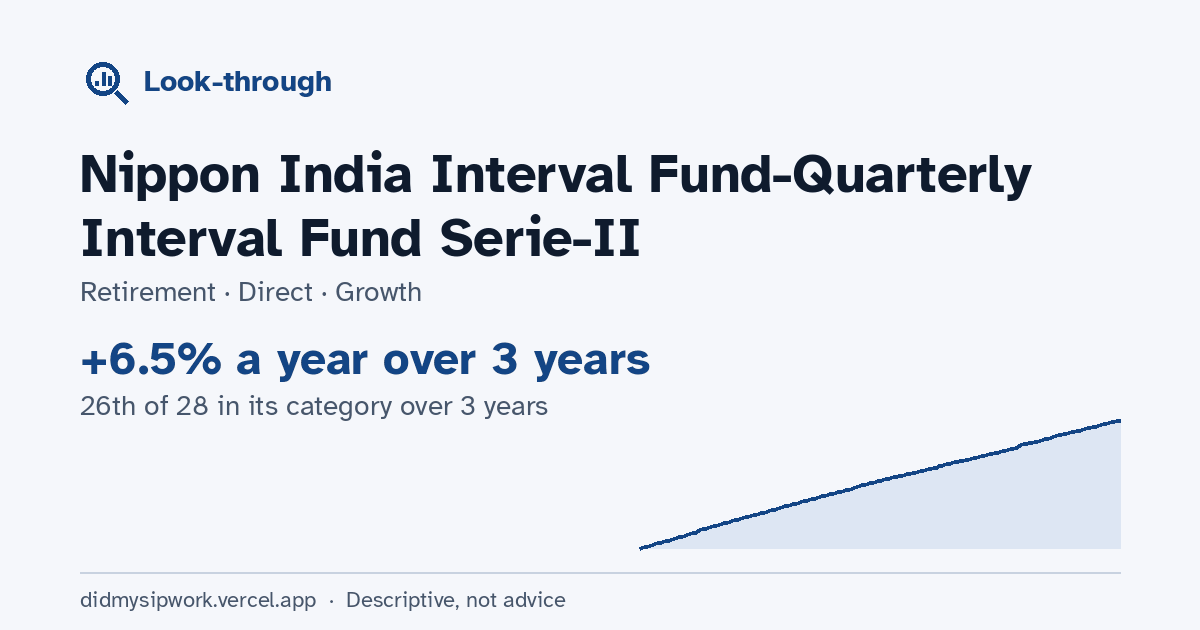 Look-through
Nippon India Interval Fund-Quarterly
Interval Fund Serie-II
Retirement · Direct · Growth
+6.5% a year over 3 years
26th of 28 in its category over 3 years
didmysipwork.vercel.app · Descriptive, not advice